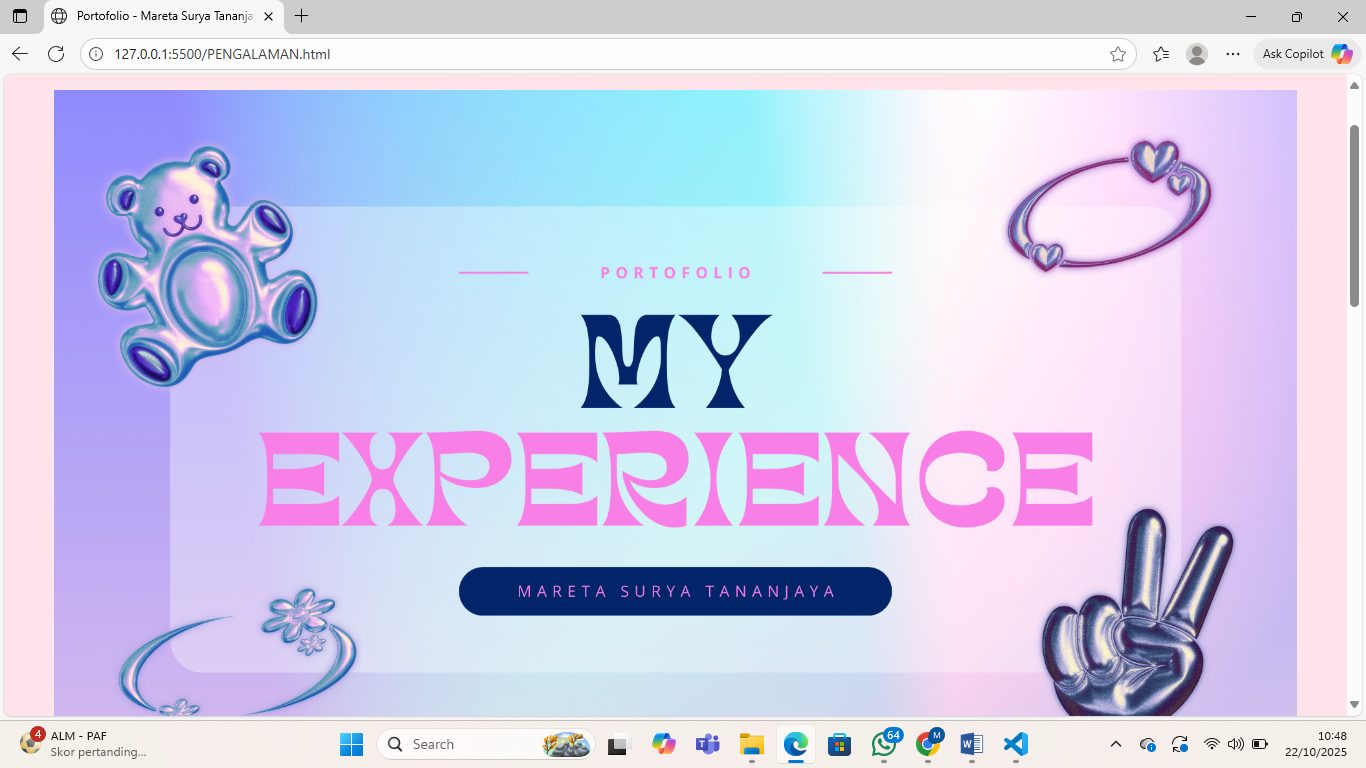 Portofolio - Mareta Surya Tananja
127.0.0.1:5500/PENGALAMAN.html
Ask Copilot
PORTOFOLIO
MY
EXPERIENCE
MARETA SURYA TANANJAYA
4
ALM - PAF
Skor pertanding...
Search
64
M
10:48
22/10/2025